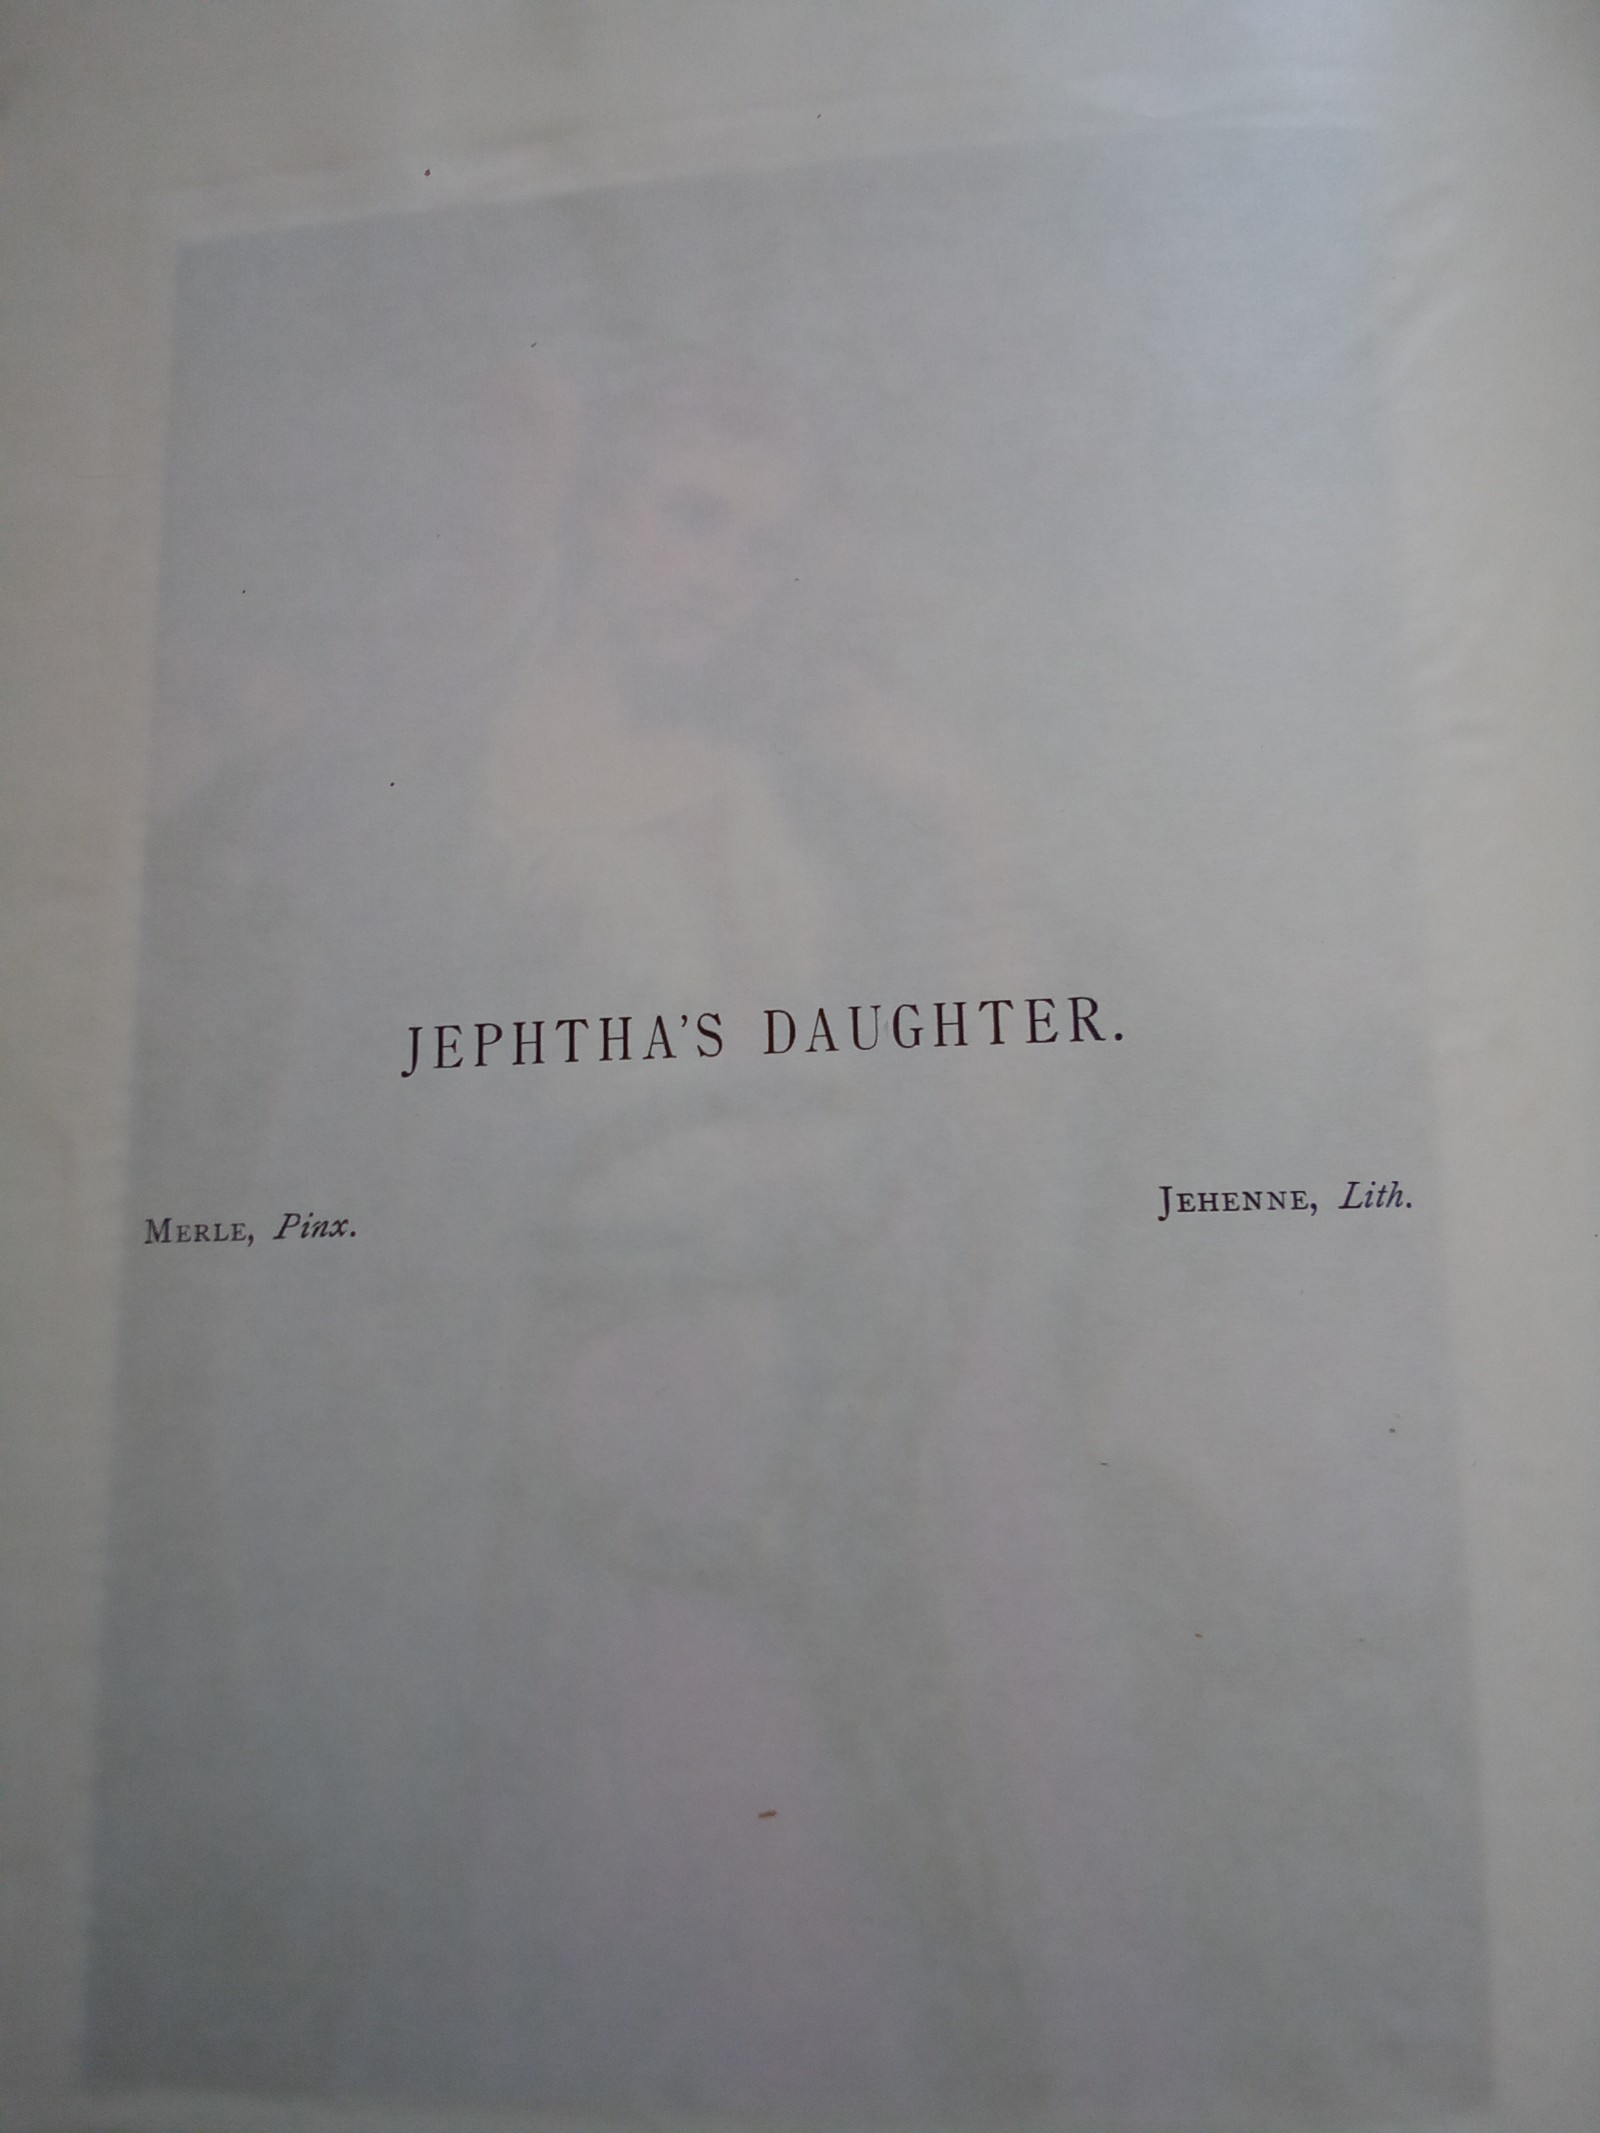 JEPHTHA'S DAUGHTER.
MERLE, Pinx.
JEHENNE, Lith.